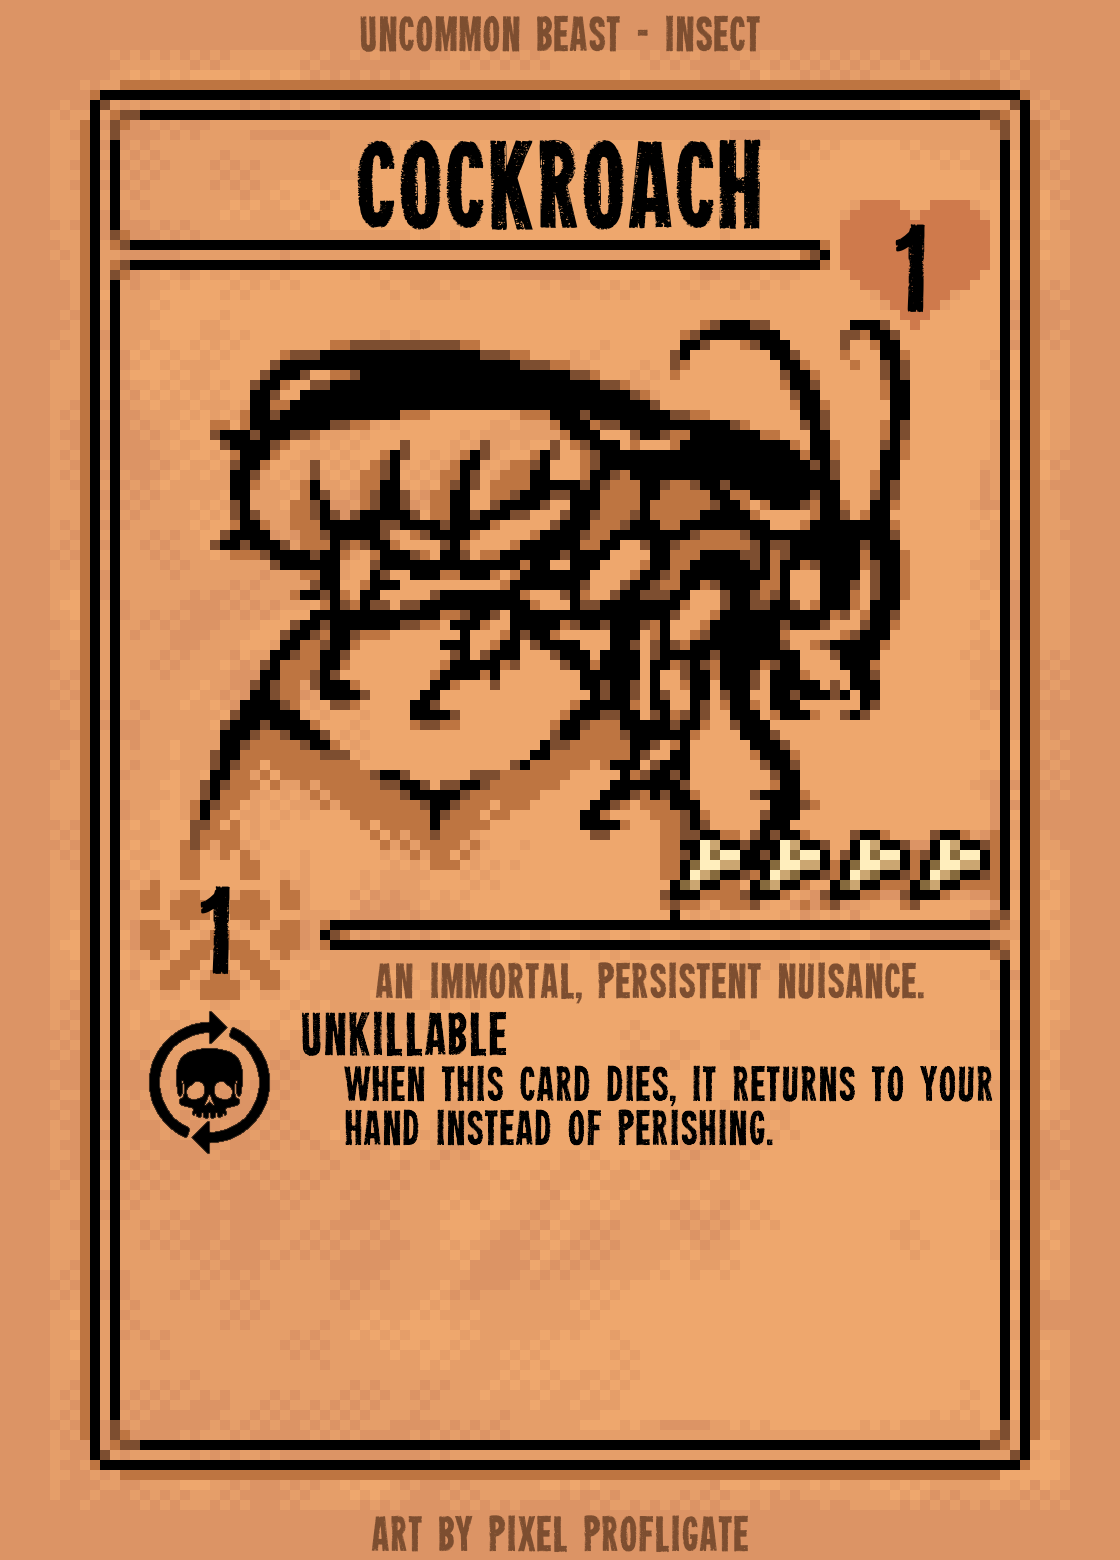 UNCOMMON BEAST - INSECT
COCKROACH
1
1
AN IMMORTAL, PERSISTENT NUISANCE.
UNKILLABLE
WHEN THIS CARD DIES, IT RETURNS TO YOUR
HAND INSTEAD OF PERISHING.
ART BY PIXEL PROFLIGATE